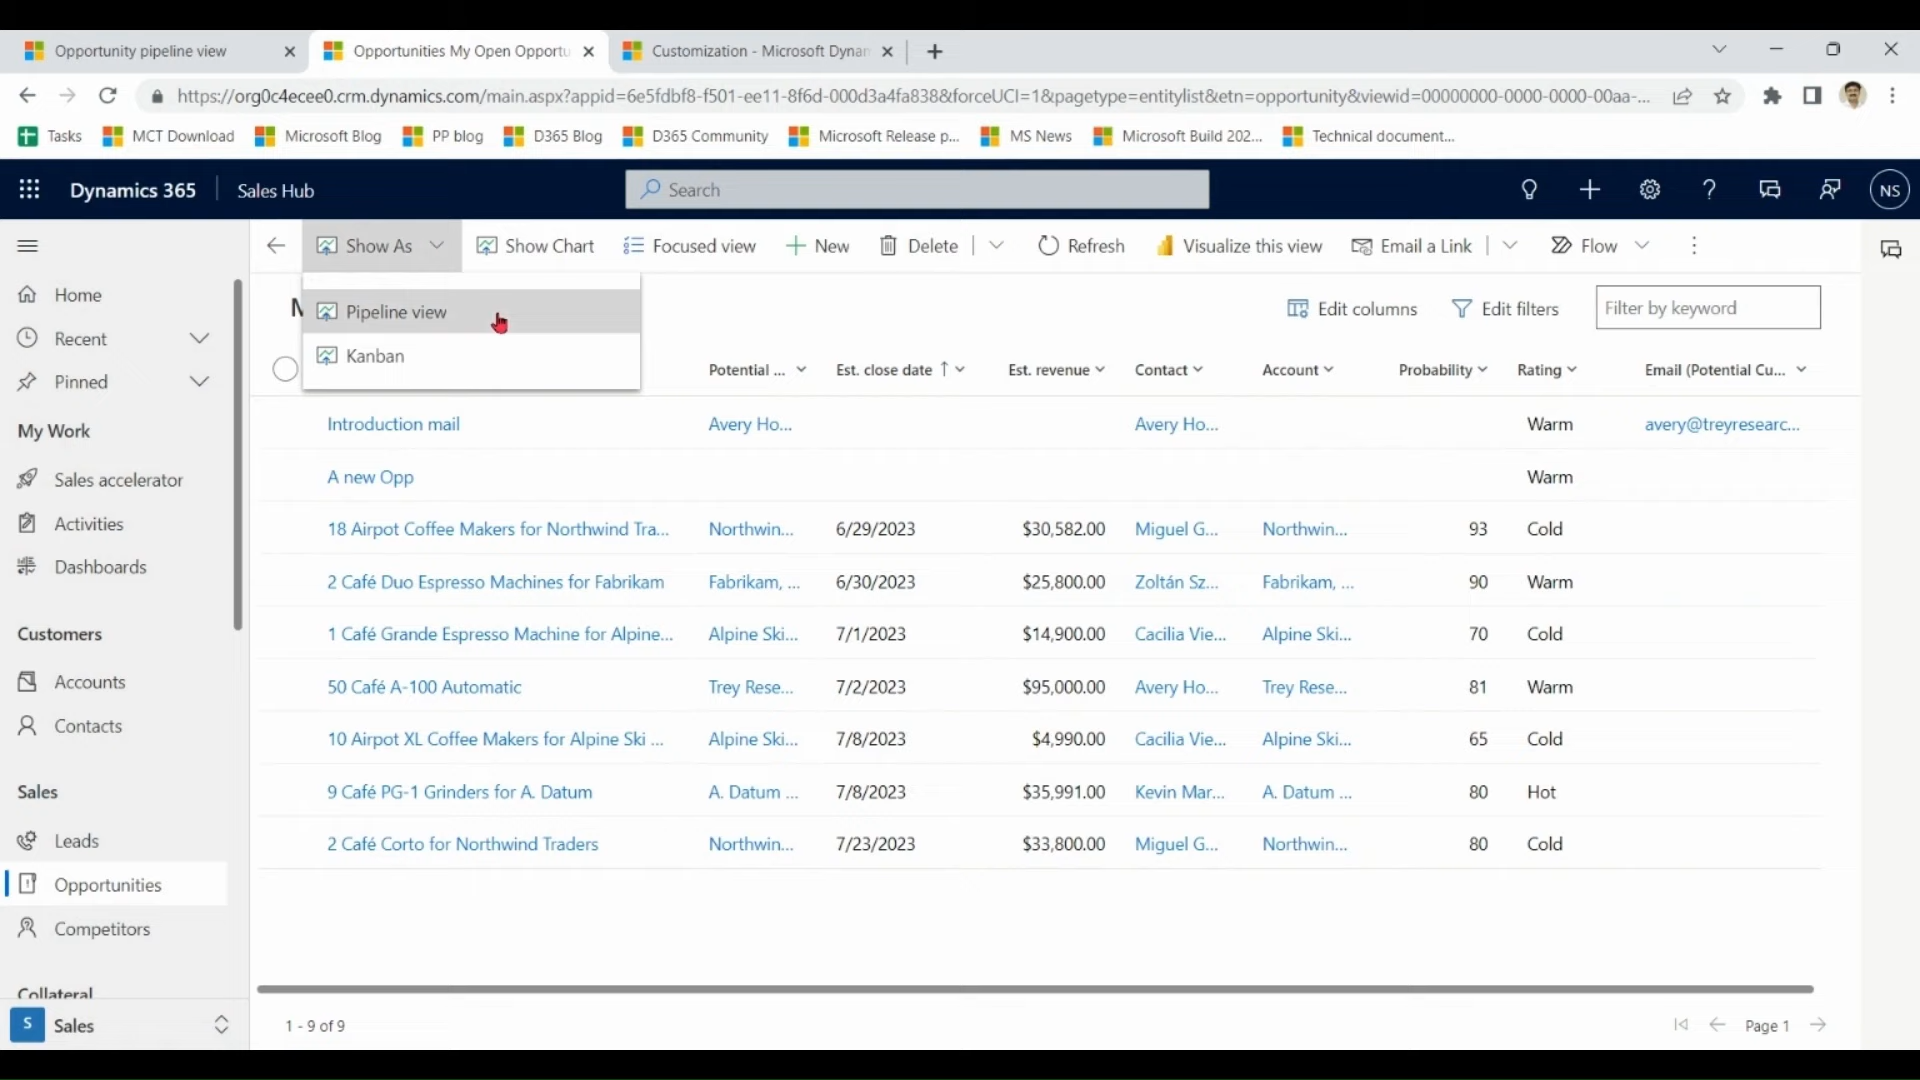 Opportunity pipeline view
Opportunities My Open Opportu
Customization - Microsoft Dynar
https://org0c4ecee0.crm.dynamics.com/main.aspx?appid=6e5fdbf8-f501-ee11-8f6d-000d3a4fa838&forceUCI=1&pagetype=entitylist&etn=opportunity&viewid=00000000-0000-0000-00aa-...
Tasks MCT Download Microsoft Blog PP blog D365 Blog D365 Community Microsoft Release p... MS News Microsoft Build 202... Technical document...
Dynamics 365 Sales Hub Search NS
Show As Show Chart Focused view New Delete Refresh Visualize this view Email a Link Flow
Home
Recent
Pinned
My Work
Sales accelerator
Activities
Dashboards
Customers
Accounts
Contacts
Sales
Leads
Opportunities
Competitors
Collateral
S Sales
Pipeline view
Kanban
M Edit columns Edit filters Filter by keyword
Potential ... Est. close date Est. revenue Contact Account Probability Rating Email (Potential Cu...
Introduction mail Avery Ho... Avery Ho... Warm avery@treyresearc...
A new Opp Warm
18 Airpot Coffee Makers for Northwind Tra... Northwin... 6/29/2023 $30,582.00 Miguel G... Northwin... 93 Cold
2 Café Duo Espresso Machines for Fabrikam Fabrikam, ... 6/30/2023 $25,800.00 Zoltán Sz... Fabrikam, ... 90 Warm
1 Café Grande Espresso Machine for Alpine... Alpine Ski... 7/1/2023 $14,900.00 Cacilia Vie... Alpine Ski... 70 Cold
50 Café A-100 Automatic Trey Rese... 7/2/2023 $95,000.00 Avery Ho... Trey Rese... 81 Warm
10 Airpot XL Coffee Makers for Alpine Ski ... Alpine Ski... 7/8/2023 $4,990.00 Cacilia Vie... Alpine Ski... 65 Cold
9 Café PG-1 Grinders for A. Datum A. Datum ... 7/8/2023 $35,991.00 Kevin Mar... A. Datum ... 80 Hot
2 Café Corto for Northwind Traders Northwin... 7/23/2023 $33,800.00 Miguel G... Northwin... 80 Cold
1 - 9 of 9 Page 1